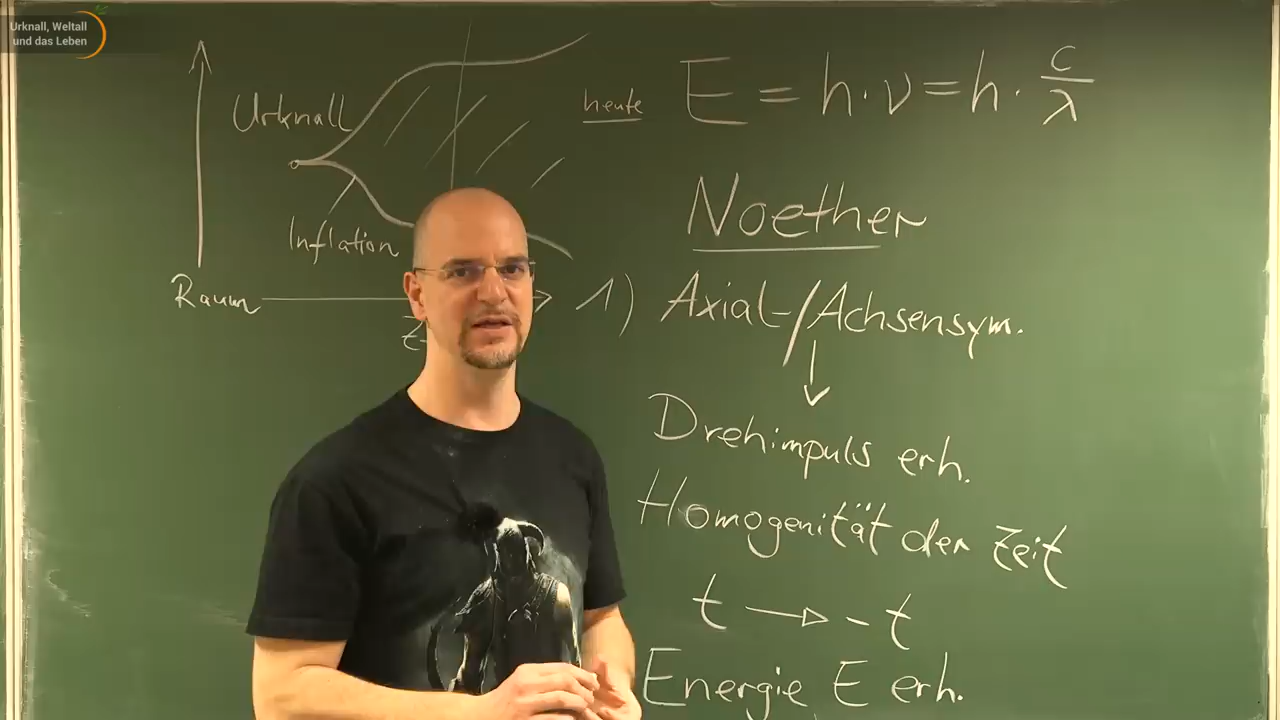 Urknall, Weltall
und das Leben
Urknall
Inflation
Raum
heute
E = h · ν = h · c/λ
Noether
1) Axial-/Achsensym.
Drehimpuls erh.
Homogenität der Zeit
t → - t
Energie E erh.